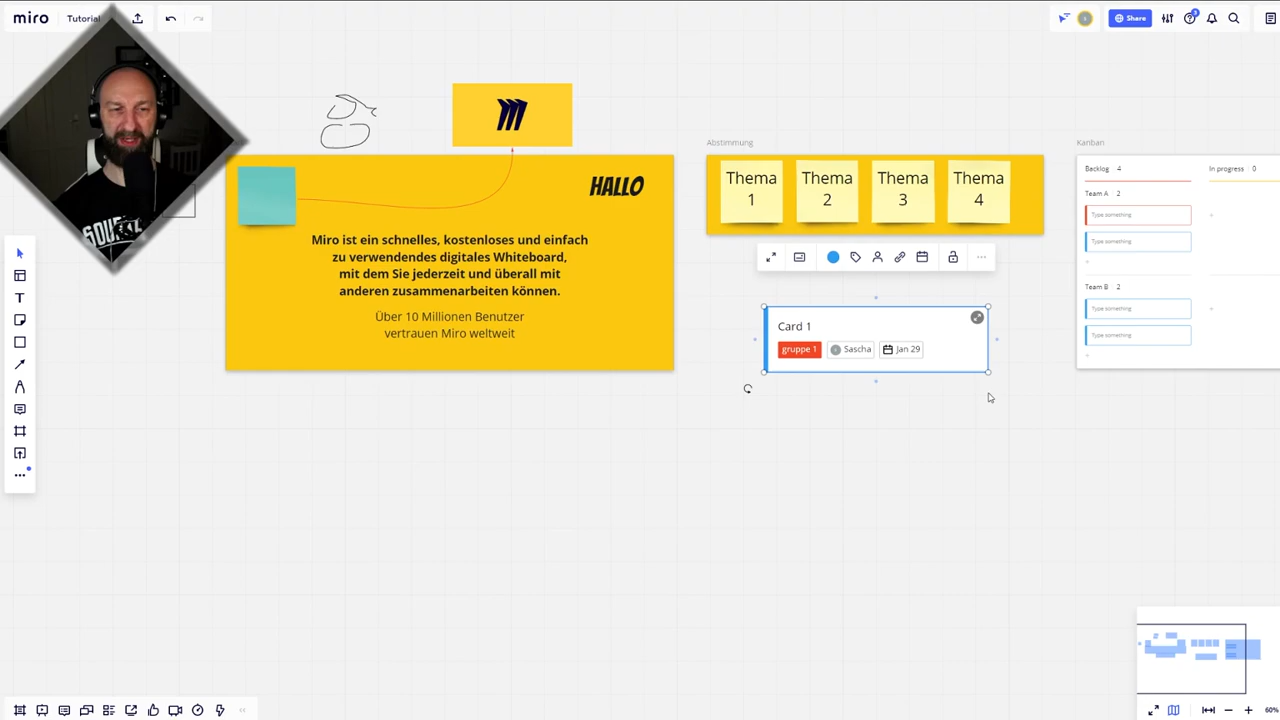 miro
Tutorial
Share
3
HALLO
Miro ist ein schnelles, kostenloses und einfach
zu verwendendes digitales Whiteboard,
mit dem Sie jederzeit und überall mit
anderen zusammenarbeiten können.
Über 10 Millionen Benutzer
vertrauen Miro weltweit
Abstimmung
Thema
1
Thema
2
Thema
3
Thema
4
Card 1
gruppe 1
Sascha
Jan 29
Kanban
Backlog 4
In progress 0
Team A 2
Type something
Type something
Team B 2
Type something
Type something
60%